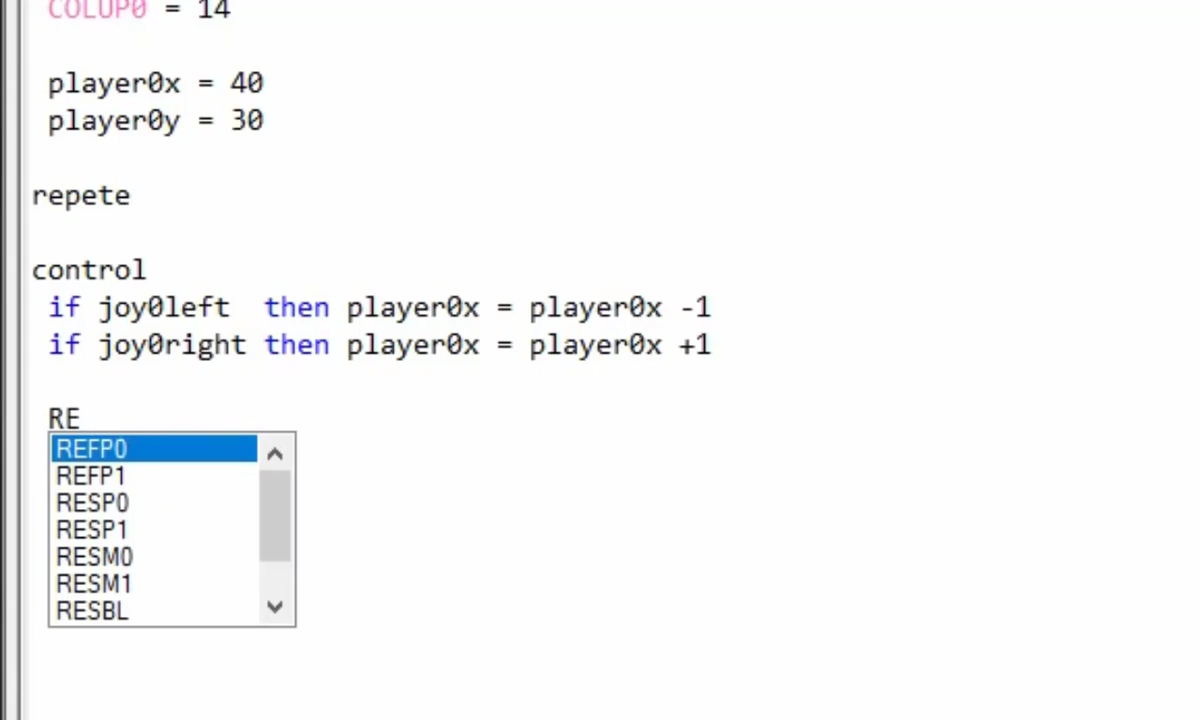 COLUP0 = 14
player0x = 40
player0y = 30
repete
control
if joy0left  then player0x = player0x -1
if joy0right then player0x = player0x +1
RE
REFP0
REFP1
RESP0
RESP1
RESM0
RESM1
RESBL